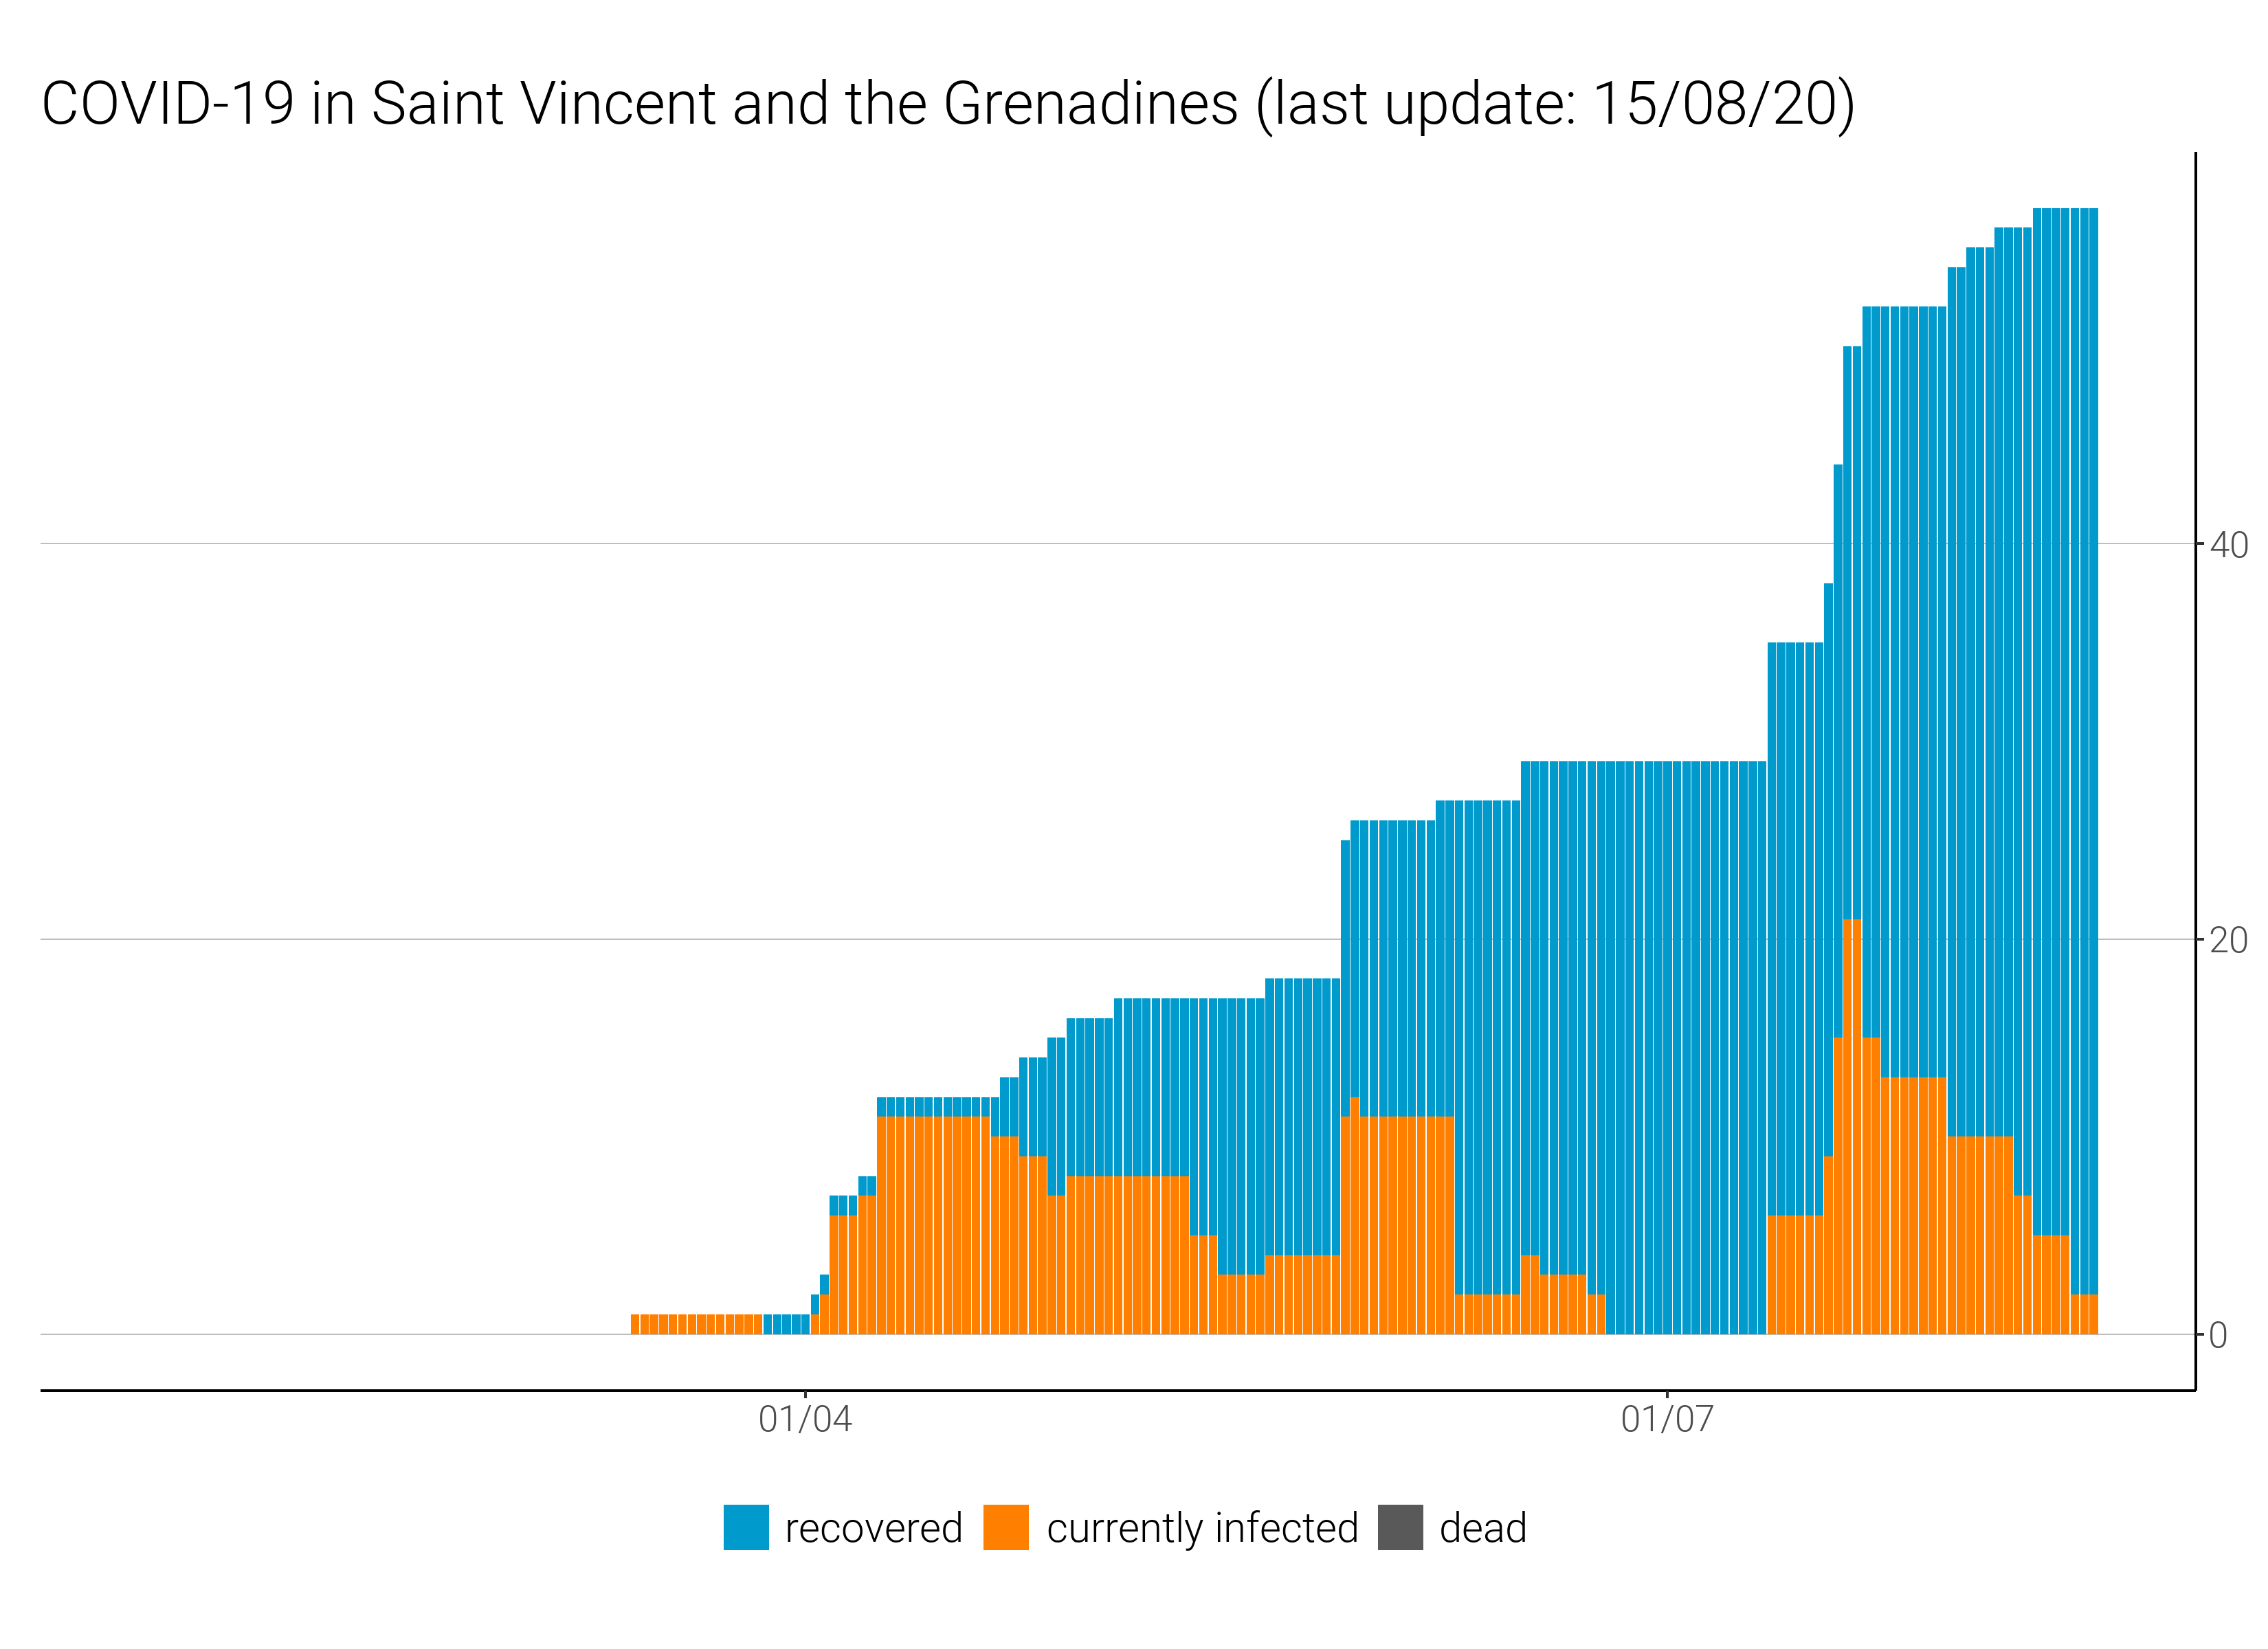 COVID-19 in Saint Vincent and the Grenadines (last update: 15/08/20)
40
20
0
01/04 01/07
recovered currently infected dead